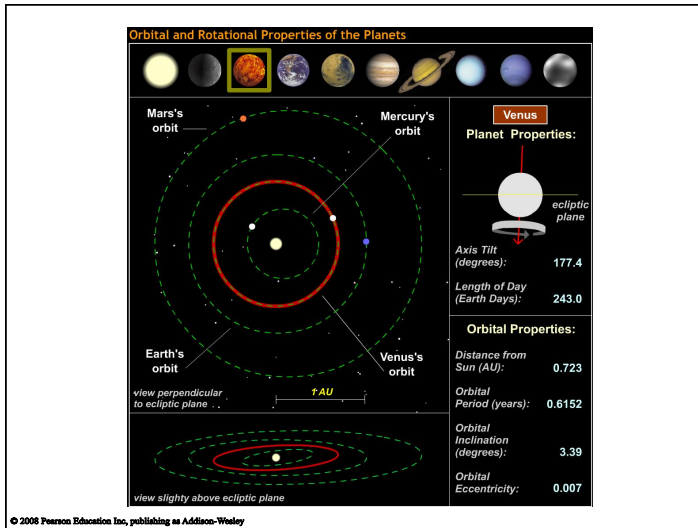 Orbital and Rotational Properties of the Planets
Mars's
orbit
Mercury's
orbit
Earth's
orbit
Venus's
orbit
view perpendicular
to ecliptic plane
1 AU
view slighty above ecliptic plane
Venus
Planet Properties:
ecliptic
plane
Axis Tilt
(degrees): 177.4
Length of Day
(Earth Days): 243.0
Orbital Properties:
Distance from
Sun (AU): 0.723
Orbital
Period (years): 0.6152
Orbital
Inclination
(degrees): 3.39
Orbital
Eccentricity: 0.007
© 2008 Pearson Education Inc, publishing as Addison-Wesley